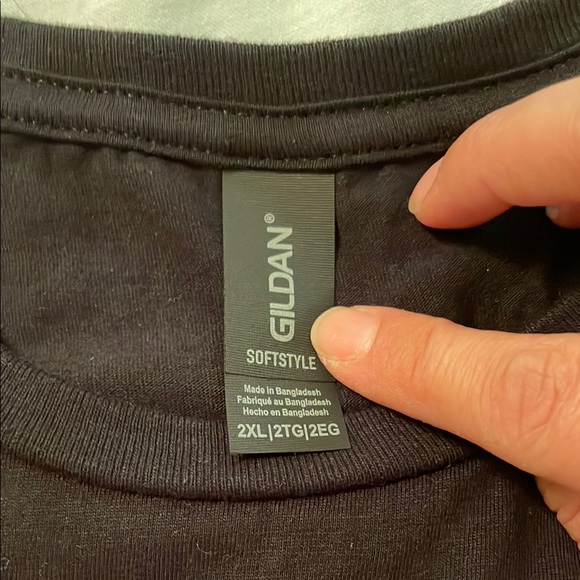 GILDAN®
SOFTSTYLE
Made in Bangladesh
Fabriqué au Bangladesh
Hecho en Bangladesh
2XL|2TG|2EG